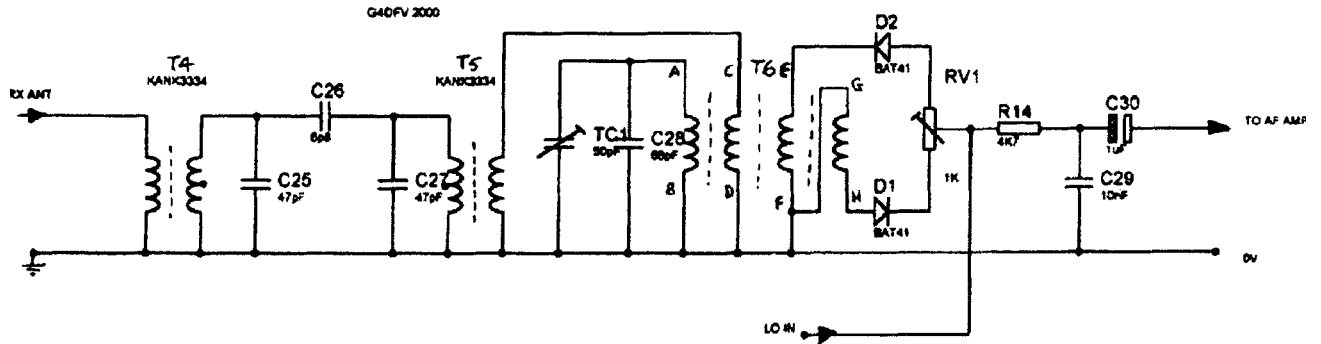 G4DFV 2000
T4
KANK3334
RX ANT
C26
6p8
C25
47pF
C27
47pF
T5
KANK3334
TC1
50pF
C28
68pF
A
B
C
D
T6
E
F
G
H
D2
BAT41
D1
BAT41
RV1
1K
R14
4K7
C30
1uF
C29
10nF
TO AF AMP
0V
LO IN